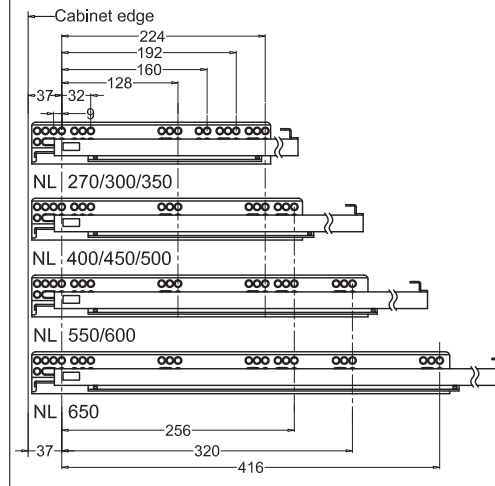 Cabinet edge
224
192
160
128
37 32
9
NL 270/300/350
NL 400/450/500
NL 550/600
NL 650
256
37 320
416